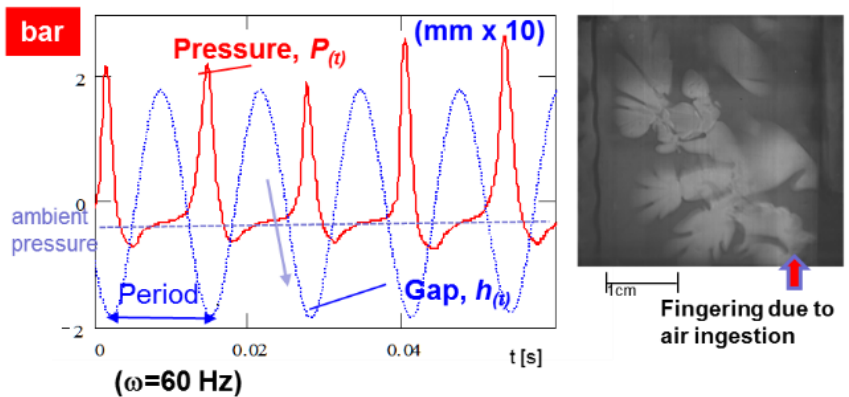 bar
(mm x 10)
Pressure, P(t)
2
0
ambient
pressure
Period
Gap, h(t)
−2
0
0.02
0.04
t [s]
(ω=60 Hz)
1cm
Fingering due to
air ingestion